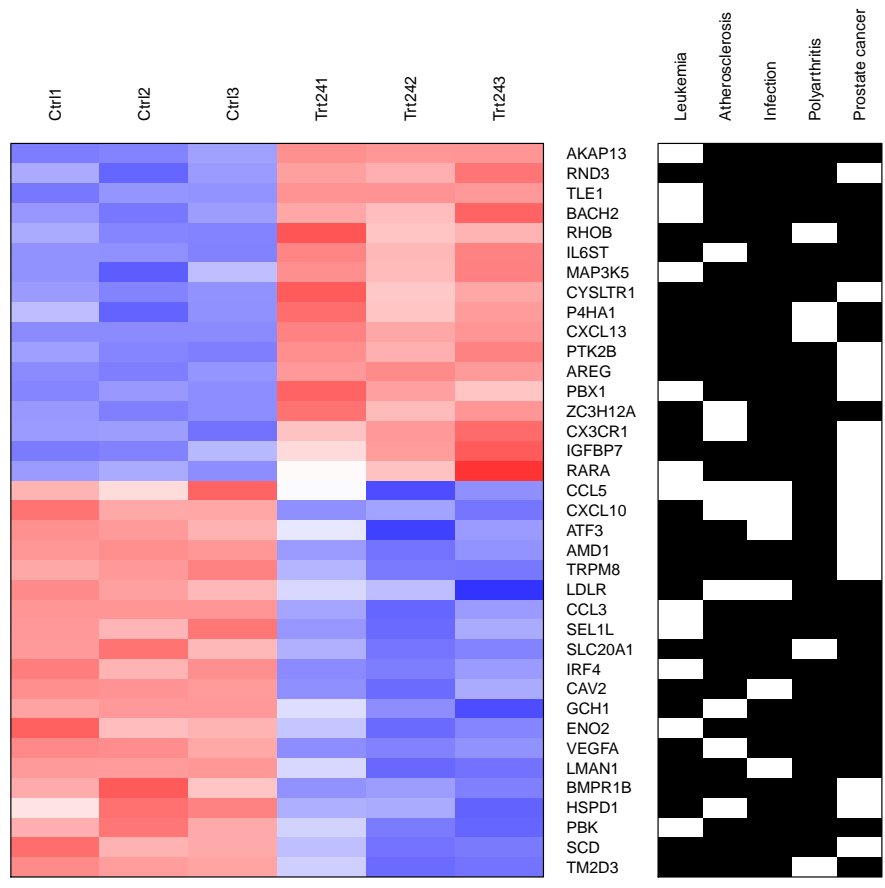 Ctrl1
Ctrl2
Ctrl3
Trt241
Trt242
Trt243
Leukemia
Atherosclerosis
Infection
Polyarthritis
Prostate cancer
AKAP13
RND3
TLE1
BACH2
RHOB
IL6ST
MAP3K5
CYSLTR1
P4HA1
CXCL13
PTK2B
AREG
PBX1
ZC3H12A
CX3CR1
IGFBP7
RARA
CCL5
CXCL10
ATF3
AMD1
TRPM8
LDLR
CCL3
SEL1L
SLC20A1
IRF4
CAV2
GCH1
ENO2
VEGFA
LMAN1
BMPR1B
HSPD1
PBK
SCD
TM2D3